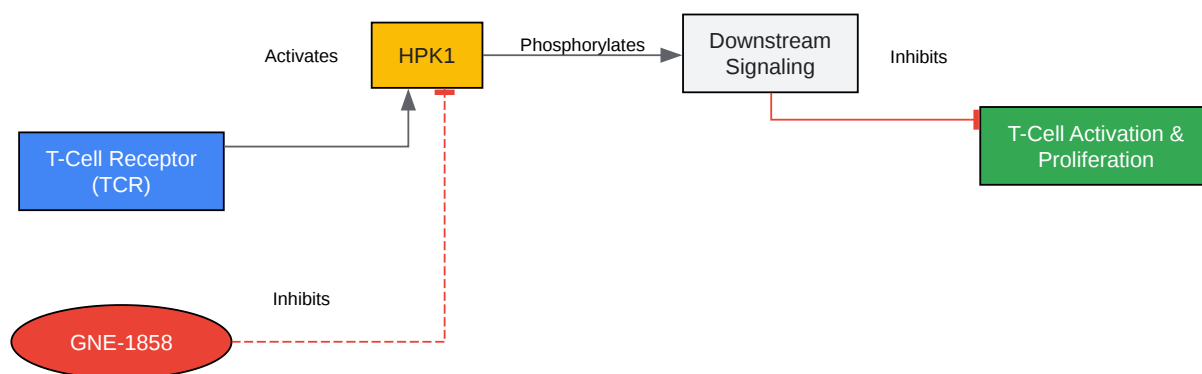 Activates
HPK1
Phosphorylates
Downstream
Signaling
Inhibits
T-Cell Receptor
(TCR)
T-Cell Activation &
Proliferation
Inhibits
GNE-1858